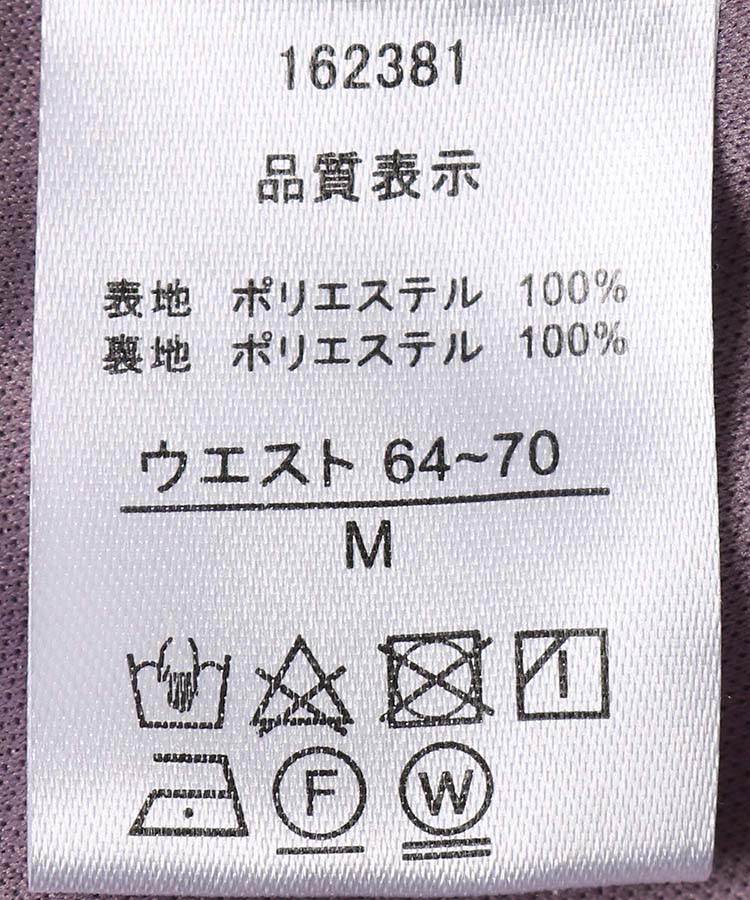 162381
品質表示
表地 ポリエステル 100%
裏地 ポリエステル 100%
ウエスト 64~70
M
F W